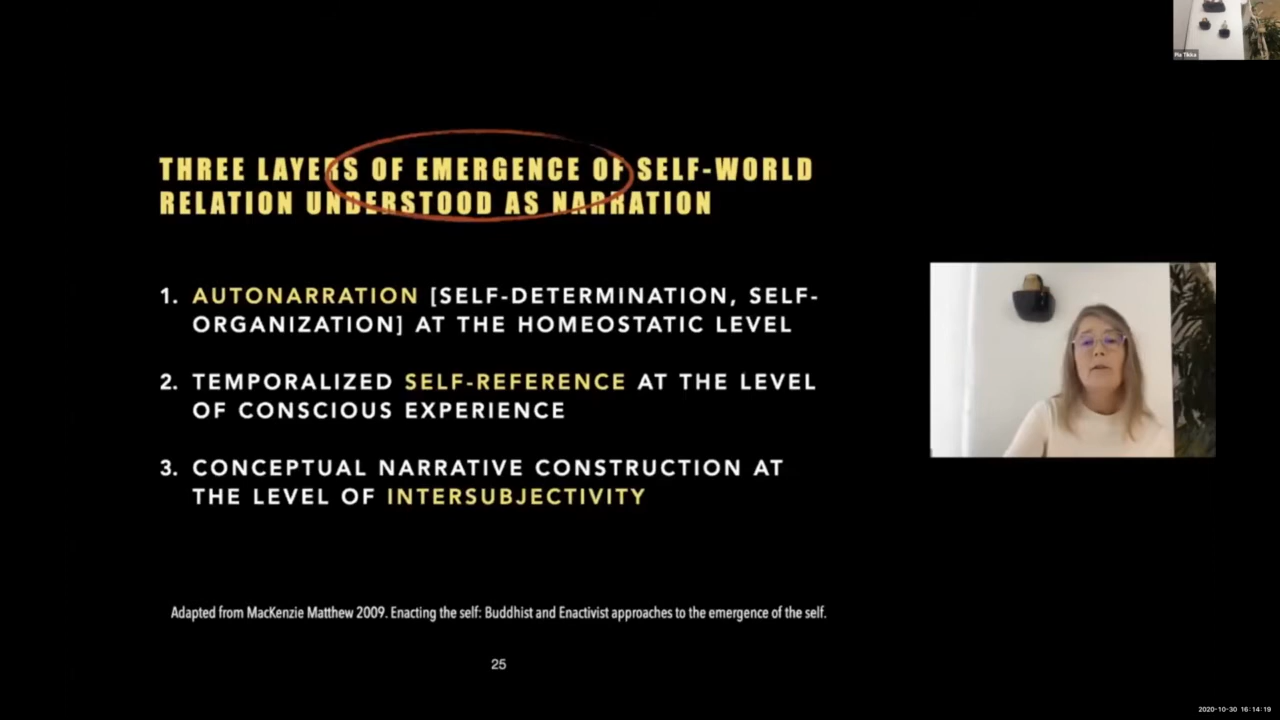 Pia Tikka
THREE LAYERS OF EMERGENCE OF SELF-WORLD
RELATION UNDERSTOOD AS NARRATION
1. AUTONARRATION [SELF-DETERMINATION, SELF-
ORGANIZATION] AT THE HOMEOSTATIC LEVEL
2. TEMPORALIZED SELF-REFERENCE AT THE LEVEL
OF CONSCIOUS EXPERIENCE
3. CONCEPTUAL NARRATIVE CONSTRUCTION AT
THE LEVEL OF INTERSUBJECTIVITY
Adapted from MacKenzie Matthew 2009. Enacting the self: Buddhist and Enactivist approaches to the emergence of the self.
25
2020-10-30 16:14:19